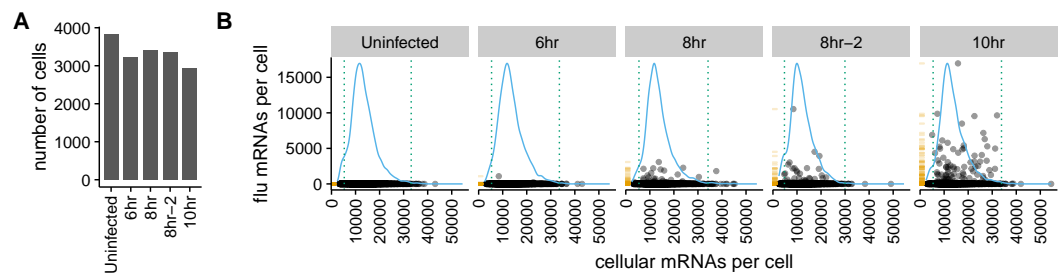 A
number of cells
4000
3000
2000
1000
0
Uninfected
6hr
8hr
8hr−2
10hr
B
flu mRNAs per cell
Uninfected
6hr
8hr
8hr−2
10hr
15000
10000
5000
0
0
10000
20000
30000
40000
50000
0
10000
20000
30000
40000
50000
0
10000
20000
30000
40000
50000
0
10000
20000
30000
40000
50000
0
10000
20000
30000
40000
50000
cellular mRNAs per cell